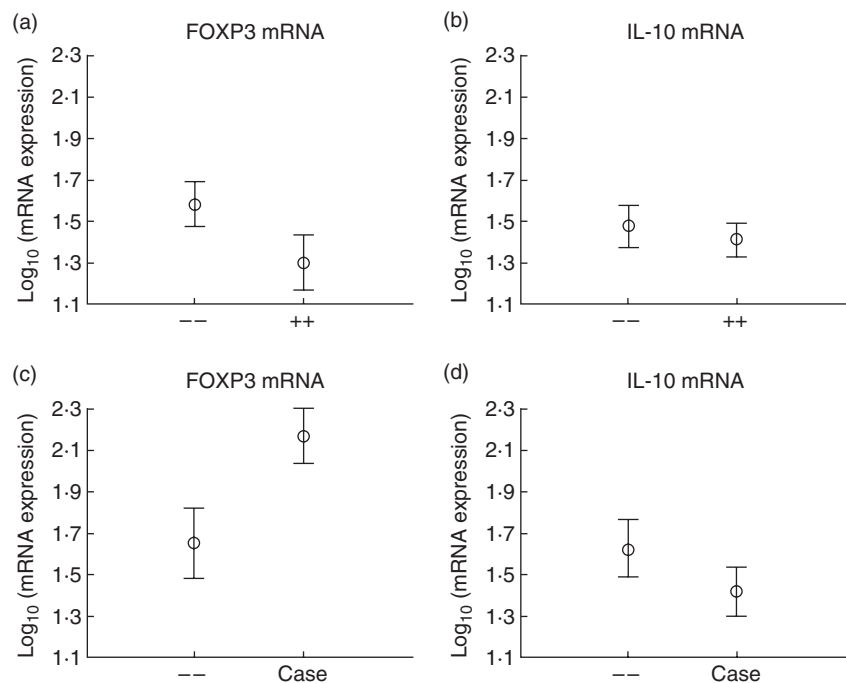 (a)
FOXP3 mRNA
2·3
2·1
1·9
1·7
1·5
1·3
1·1
Log₁₀ (mRNA expression)
−− ++
(b)
IL-10 mRNA
2·3
2·1
1·9
1·7
1·5
1·3
1·1
Log₁₀ (mRNA expression)
−− ++
(c)
FOXP3 mRNA
2·3
2·1
1·9
1·7
1·5
1·3
1·1
Log₁₀ (mRNA expression)
−− Case
(d)
IL-10 mRNA
2·3
2·1
1·9
1·7
1·5
1·3
1·1
Log₁₀ (mRNA expression)
−− Case